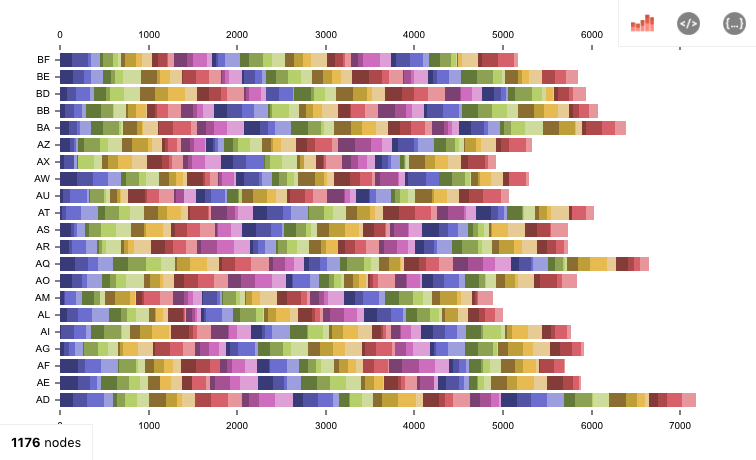 0 1000 2000 3000 4000 5000 6000
</> {...}
BF
BE
BD
BB
BA
AZ
AX
AW
AU
AT
AS
AR
AQ
AO
AM
AL
AI
AG
AF
AE
AD
0 1000 2000 3000 4000 5000 6000 7000
1176 nodes